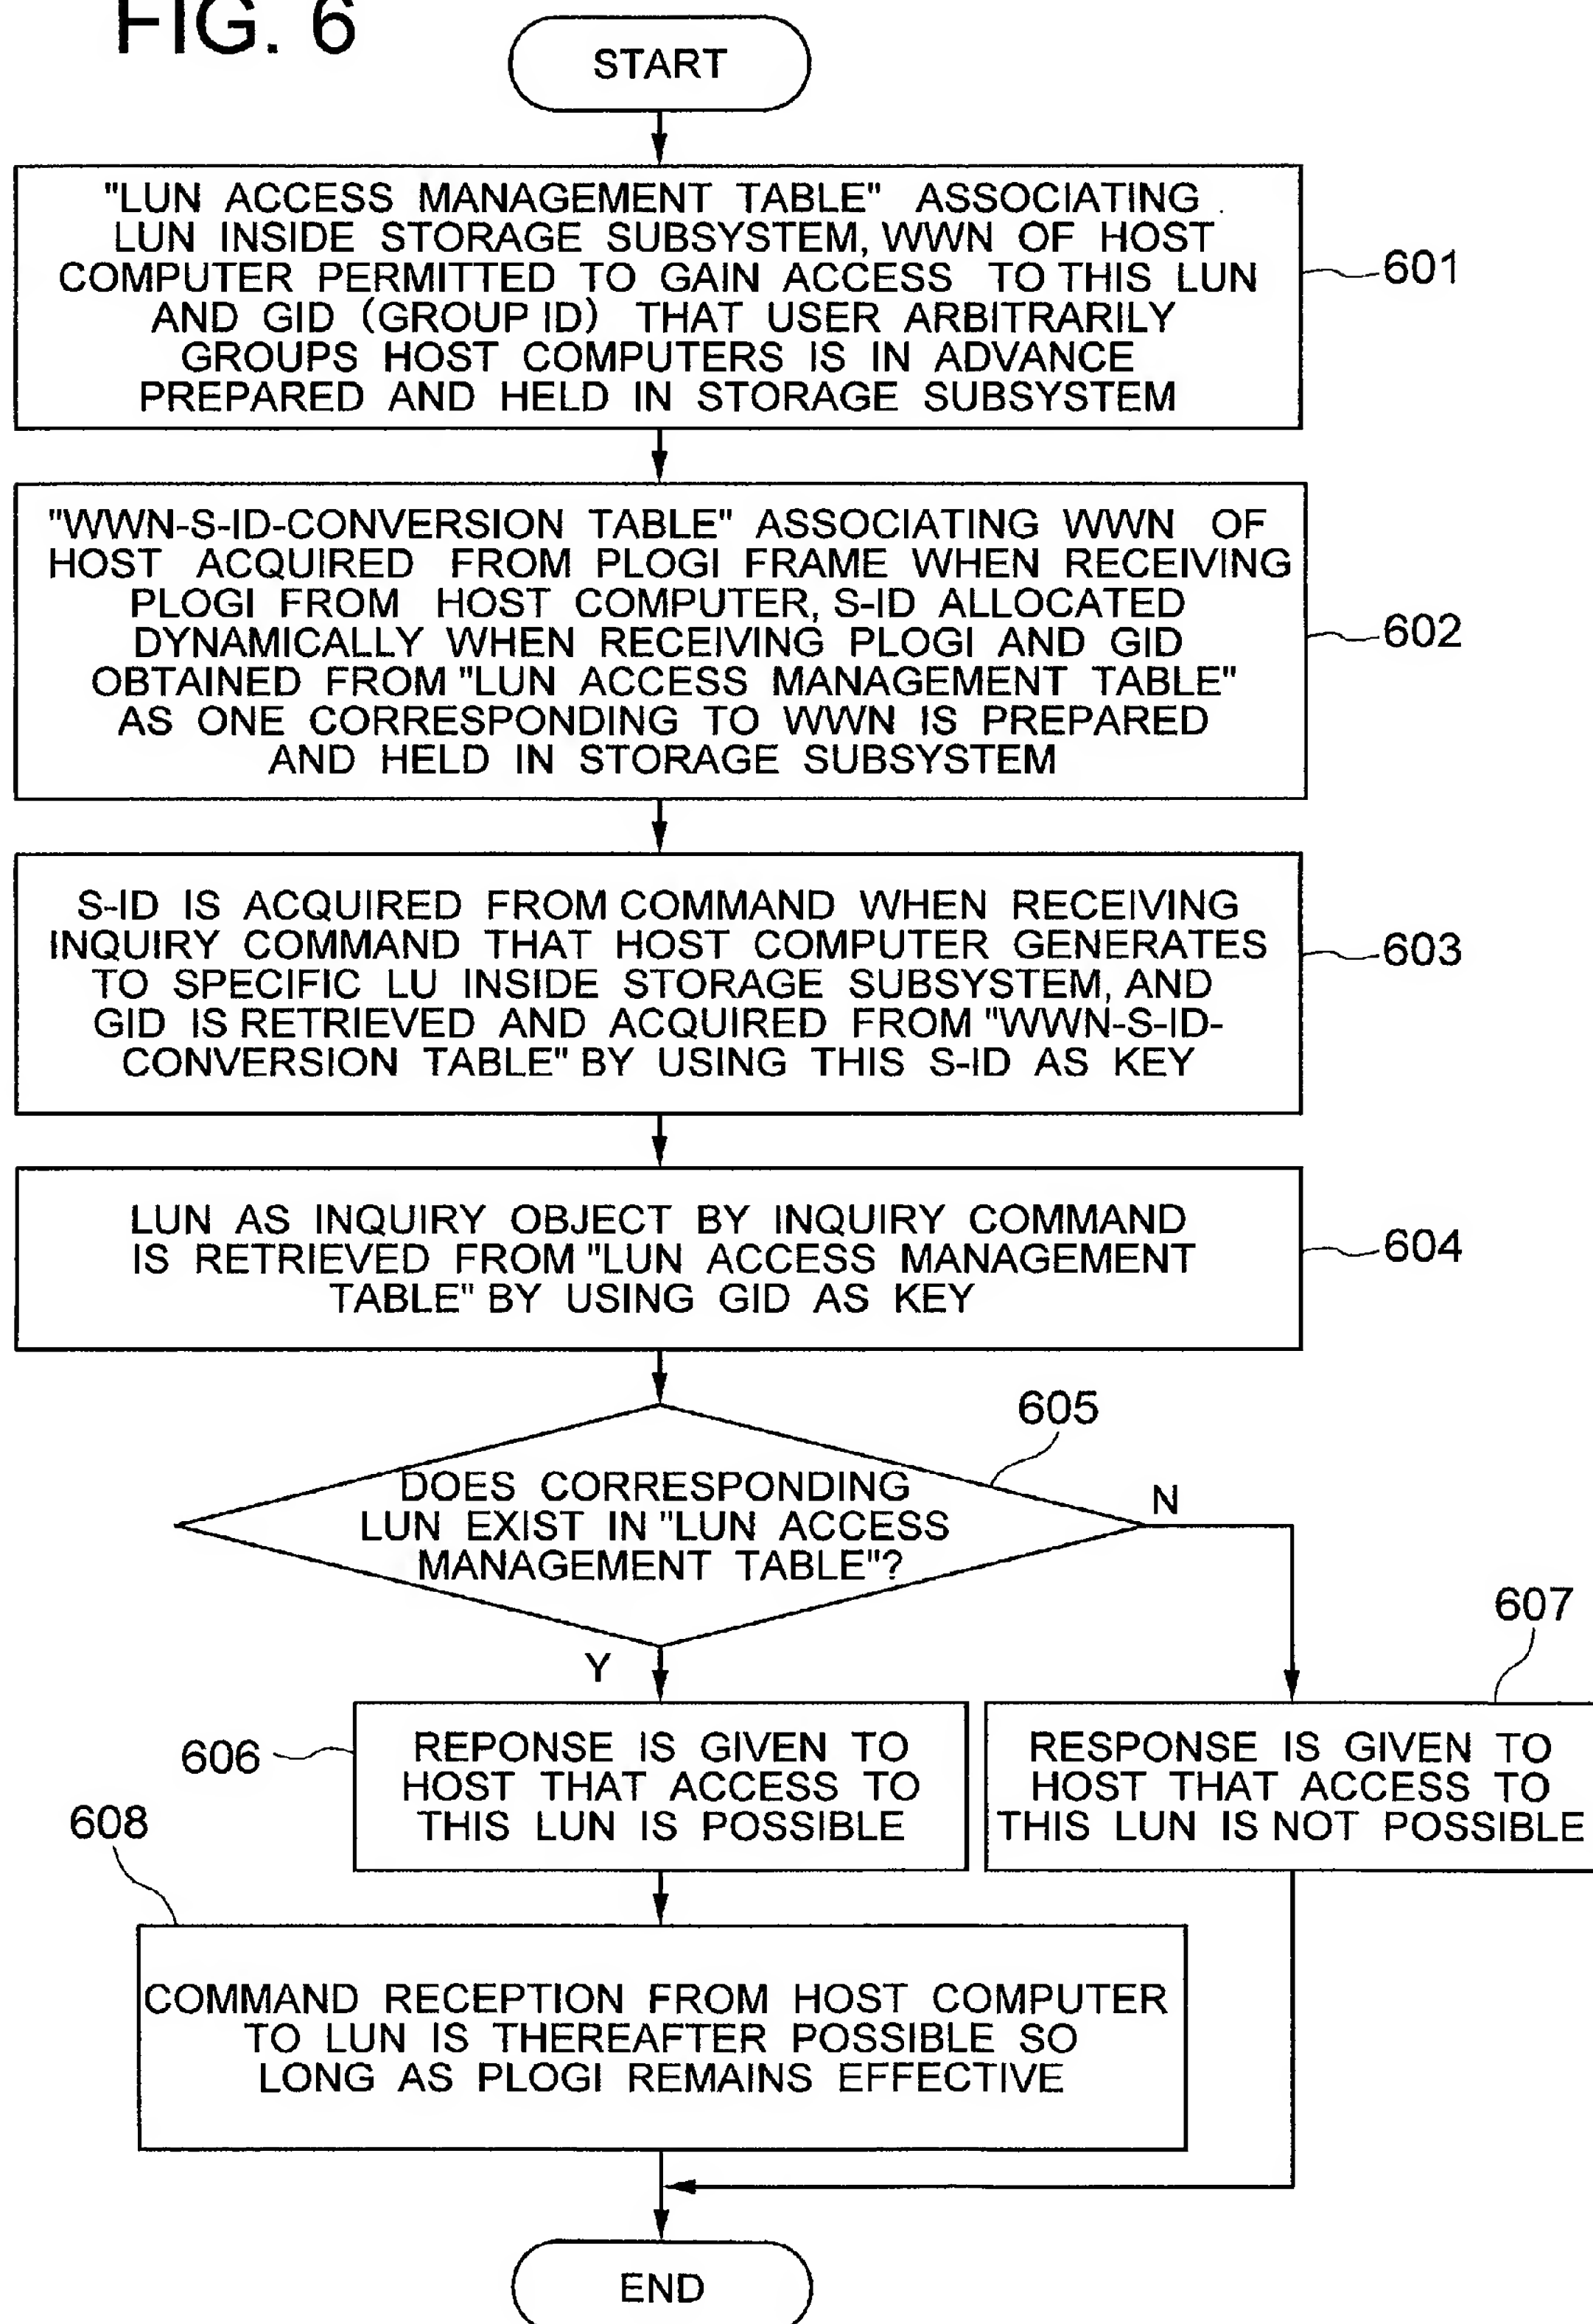 FIG. 6
START
"LUN ACCESS MANAGEMENT TABLE" ASSOCIATING
LUN INSIDE STORAGE SUBSYSTEM, WWN OF HOST
COMPUTER PERMITTED TO GAIN ACCESS TO THIS LUN
AND GID (GROUP ID) THAT USER ARBITRARILY
GROUPS HOST COMPUTERS IS IN ADVANCE
PREPARED AND HELD IN STORAGE SUBSYSTEM
601
"WWN-S-ID-CONVERSION TABLE" ASSOCIATING WWN OF
HOST ACQUIRED FROM PLOGI FRAME WHEN RECEIVING
PLOGI FROM HOST COMPUTER, S-ID ALLOCATED
DYNAMICALLY WHEN RECEIVING PLOGI AND GID
OBTAINED FROM "LUN ACCESS MANAGEMENT TABLE"
AS ONE CORRESPONDING TO WWN IS PREPARED
AND HELD IN STORAGE SUBSYSTEM
602
S-ID IS ACQUIRED FROM COMMAND WHEN RECEIVING
INQUIRY COMMAND THAT HOST COMPUTER GENERATES
TO SPECIFIC LU INSIDE STORAGE SUBSYSTEM, AND
GID IS RETRIEVED AND ACQUIRED FROM "WWN-S-ID-
CONVERSION TABLE" BY USING THIS S-ID AS KEY
603
LUN AS INQUIRY OBJECT BY INQUIRY COMMAND
IS RETRIEVED FROM "LUN ACCESS MANAGEMENT
TABLE" BY USING GID AS KEY
604
605
DOES CORRESPONDING
LUN EXIST IN "LUN ACCESS
MANAGEMENT TABLE"?
N
Y
607
606
REPONSE IS GIVEN TO
HOST THAT ACCESS TO
THIS LUN IS POSSIBLE
RESPONSE IS GIVEN TO
HOST THAT ACCESS TO
THIS LUN IS NOT POSSIBLE
608
COMMAND RECEPTION FROM HOST COMPUTER
TO LUN IS THEREAFTER POSSIBLE SO
LONG AS PLOGI REMAINS EFFECTIVE
END